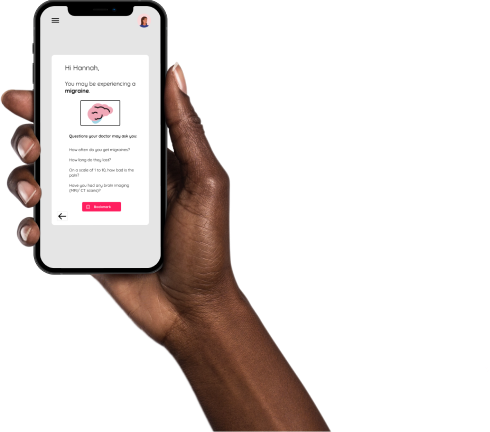 Hi Hannah,
You may be experiencing a
migraine.
Questions your doctor may ask you:
How often do you get migraines?
How long do they last?
On a scale of 1 to 10, how bad is the
pain?
Have you had any brain imaging
(MRI/ CT scans)?
Bookmark